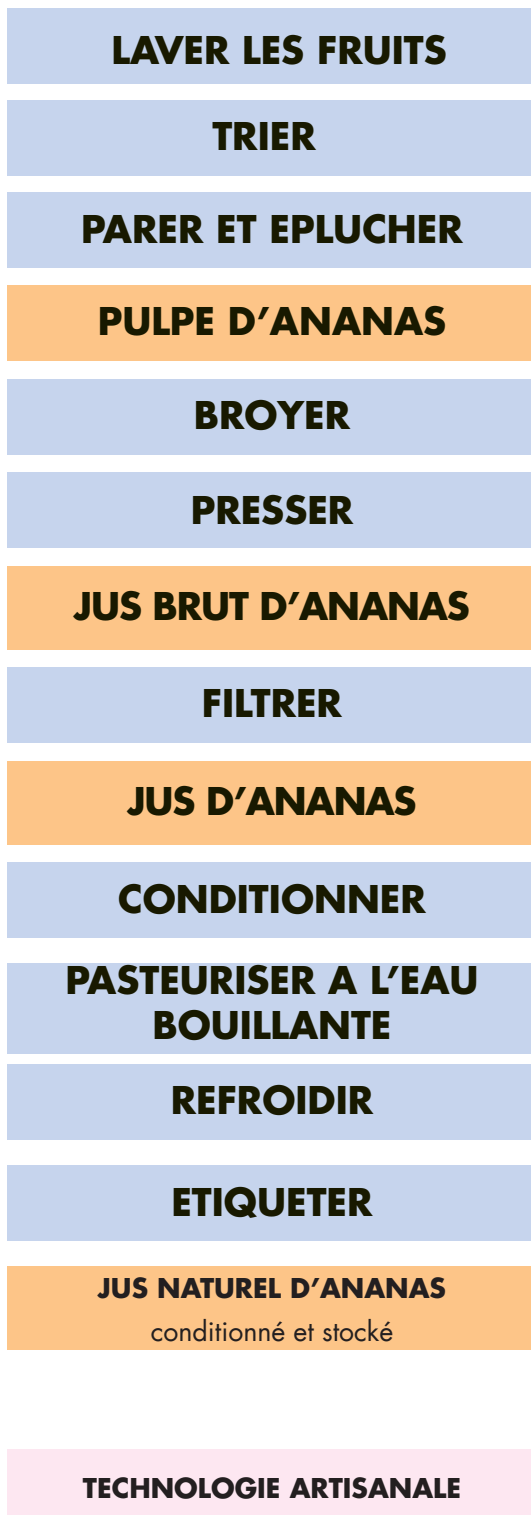 LAVER LES FRUITS
TRIER
PARER ET EPLUCHER
PULPE D’ANANAS
BROYER
PRESSER
JUS BRUT D’ANANAS
FILTRER
JUS D’ANANAS
CONDITIONNER
PASTEURISER A L’EAU
BOUILLANTE
REFROIDIR
ETIQUETER
JUS NATUREL D’ANANAS
conditionné et stocké
TECHNOLOGIE ARTISANALE